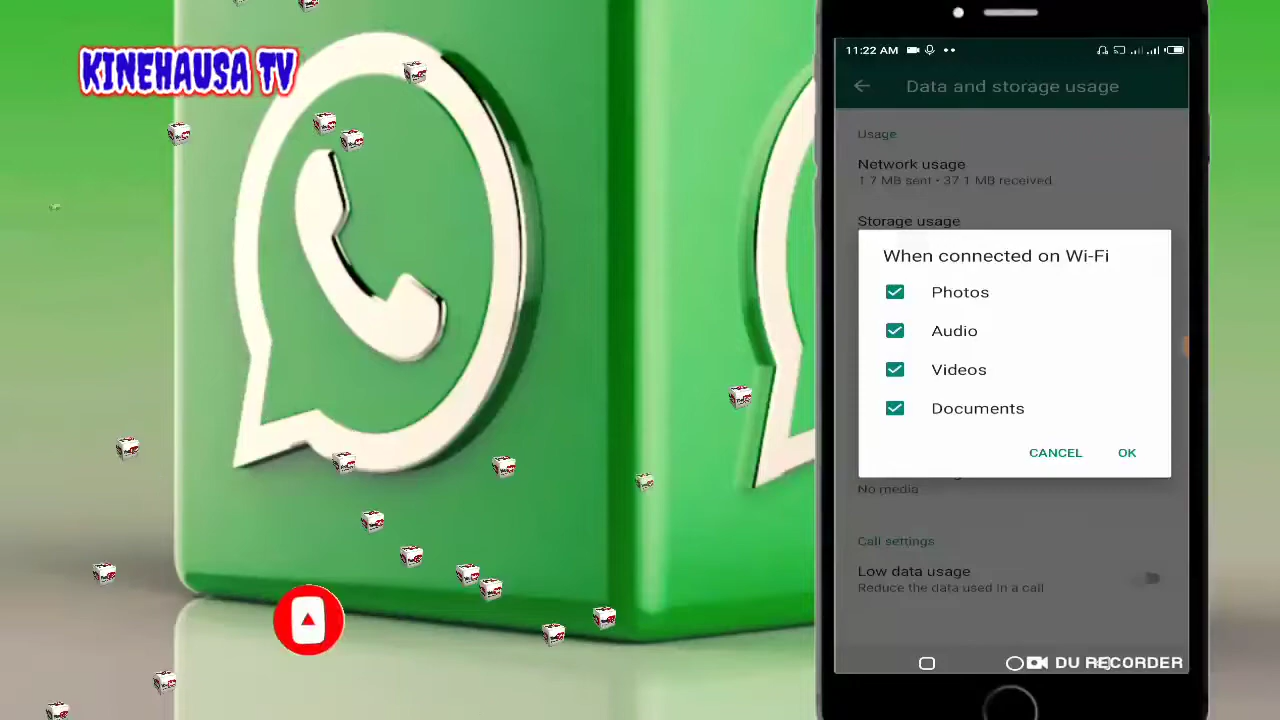 KINEHAUSA TV
11:22 AM
Data and storage usage
Usage
Network usage
1.7 MB sent • 37.1 MB received
Storage usage
When connected on Wi-Fi
Photos
Audio
Videos
Documents
CANCEL OK
No media
Call settings
Low data usage
Reduce the data used in a call
DU RECORDER